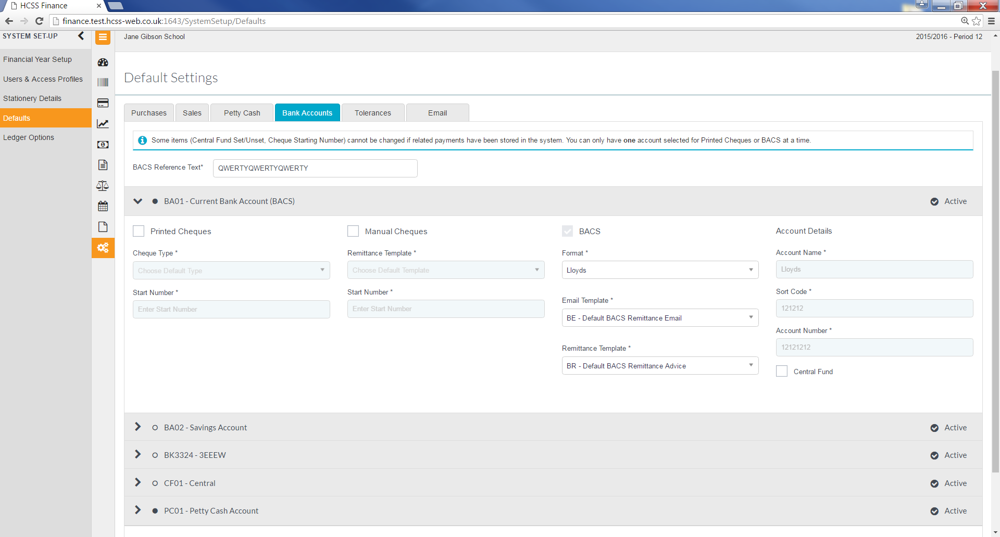 HCSS Finance
finance.test.hcss-web.co.uk:1643/SystemSetup/Defaults
SYSTEM SET-UP
Jane Gibson School
2015/2016 - Period 12
Financial Year Setup
Users & Access Profiles
Stationery Details
Defaults
Ledger Options
Default Settings
Purchases
Sales
Petty Cash
Bank Accounts
Tolerances
Email
Some items (Central Fund Set/Unset, Cheque Starting Number) cannot be changed if related payments have been stored in the system. You can only have one account selected for Printed Cheques or BACS at a time.
BACS Reference Text*
QWERTYQWERTYQWERTY
BA01 - Current Bank Account (BACS)
Active
Printed Cheques
Cheque Type *
Choose Default Type
Start Number *
Enter Start Number
Manual Cheques
Remittance Template *
Choose Default Template
Start Number *
Enter Start Number
BACS
Format *
Lloyds
Email Template *
BE - Default BACS Remittance Email
Remittance Template *
BR - Default BACS Remittance Advice
Account Details
Account Name *
Lloyds
Sort Code *
121212
Account Number *
12121212
Central Fund
BA02 - Savings Account
Active
BK3324 - 3EEEW
Active
CF01 - Central
Active
PC01 - Petty Cash Account
Active